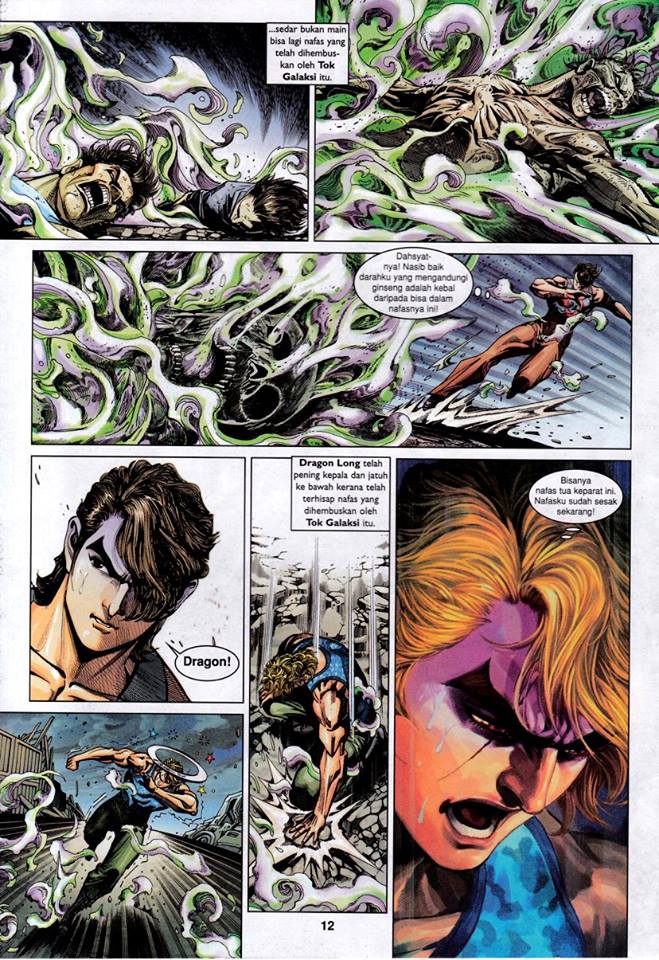 ...sedar bukan main
bisa lagi nafas yang
telah dihembus-
kan oleh Tok
Galaksi itu.
Dahsyat-
nya! Nasib baik
darahku yang mengandungi
ginseng adalah kebal
daripada bisa dalam
nafasnya ini!
Dragon!
Dragon Long telah
pening kepala dan jatuh
ke bawah kerana telah
terhisap nafas yang
dihembuskan oleh
Tok Galaksi itu.
Bisanya
nafas tua keparat ini.
Nafasku sudah sesak
sekarang!
12